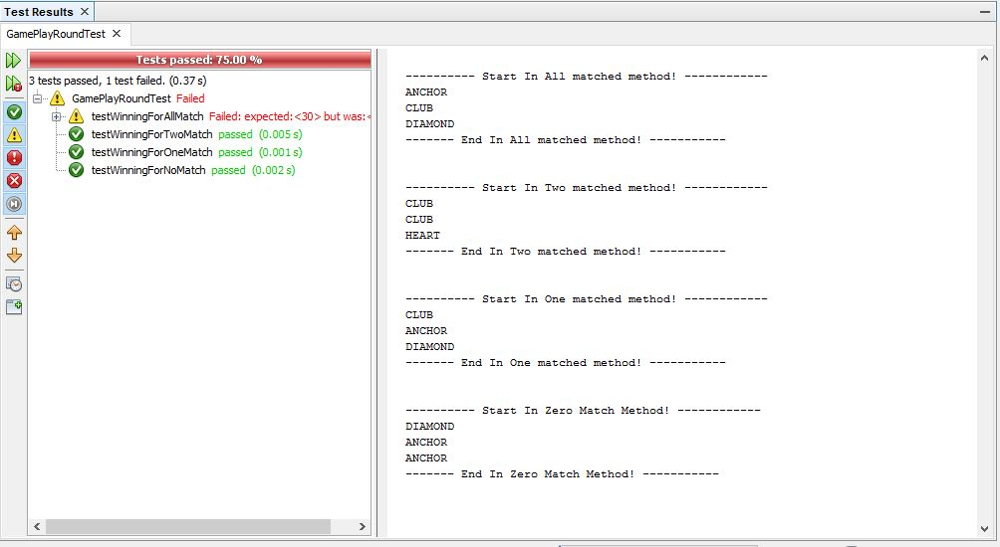 Test Results
GamePlayRoundTest
Tests passed: 75.00 %
3 tests passed, 1 test failed. (0.37 s)
GamePlayRoundTest Failed
testWinningForAllMatch Failed: expected:<30> but was:<
testWinningForTwoMatch passed (0.005 s)
testWinningForOneMatch passed (0.001 s)
testWinningForNoMatch passed (0.002 s)
---------- Start In All matched method! ------------
ANCHOR
CLUB
DIAMOND
------- End In All matched method! -----------
---------- Start In Two matched method! ------------
CLUB
CLUB
HEART
------- End In Two matched method! -----------
---------- Start In One matched method! ------------
CLUB
ANCHOR
DIAMOND
------- End In One matched method! -----------
---------- Start In Zero Match Method! ------------
DIAMOND
ANCHOR
ANCHOR
------- End In Zero Match Method! -----------